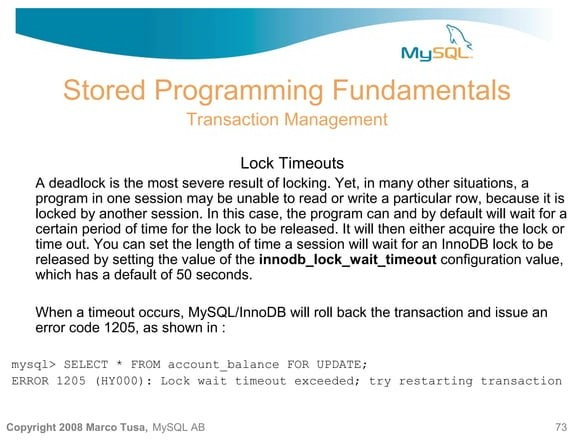 MySQL
Stored Programming Fundamentals
Transaction Management
Lock Timeouts
A deadlock is the most severe result of locking. Yet, in many other situations, a
program in one session may be unable to read or write a particular row, because it is
locked by another session. In this case, the program can and by default will wait for a
certain period of time for the lock to be released. It will then either acquire the lock or
time out. You can set the length of time a session will wait for an InnoDB lock to be
released by setting the value of the innodb_lock_wait_timeout configuration value,
which has a default of 50 seconds.
When a timeout occurs, MySQL/InnoDB will roll back the transaction and issue an
error code 1205, as shown in :
mysql> SELECT * FROM account_balance FOR UPDATE;
ERROR 1205 (HY000): Lock wait timeout exceeded; try restarting transaction
Copyright 2008 Marco Tusa, MySQL AB 73